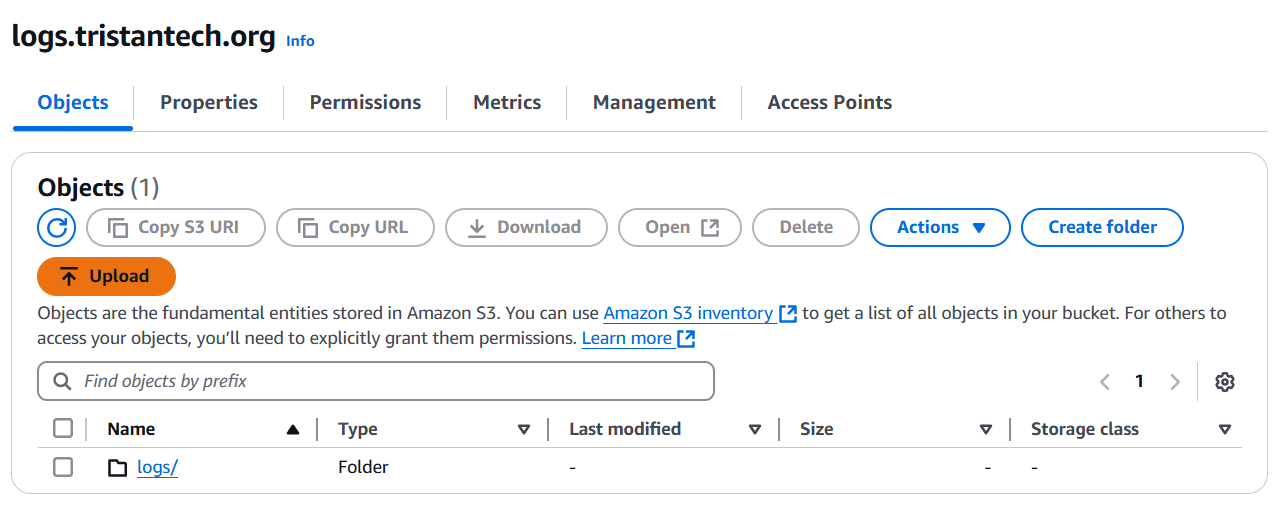 logs.tristantech.org Info
Objects Properties Permissions Metrics Management Access Points
Objects (1)
Copy S3 URI Copy URL Download Open Delete Actions Create folder
Upload
Objects are the fundamental entities stored in Amazon S3. You can use Amazon S3 inventory to get a list of all objects in your bucket. For others to
access your objects, you’ll need to explicitly grant them permissions. Learn more
Find objects by prefix 1
Name Type Last modified Size Storage class
logs/ Folder - - -